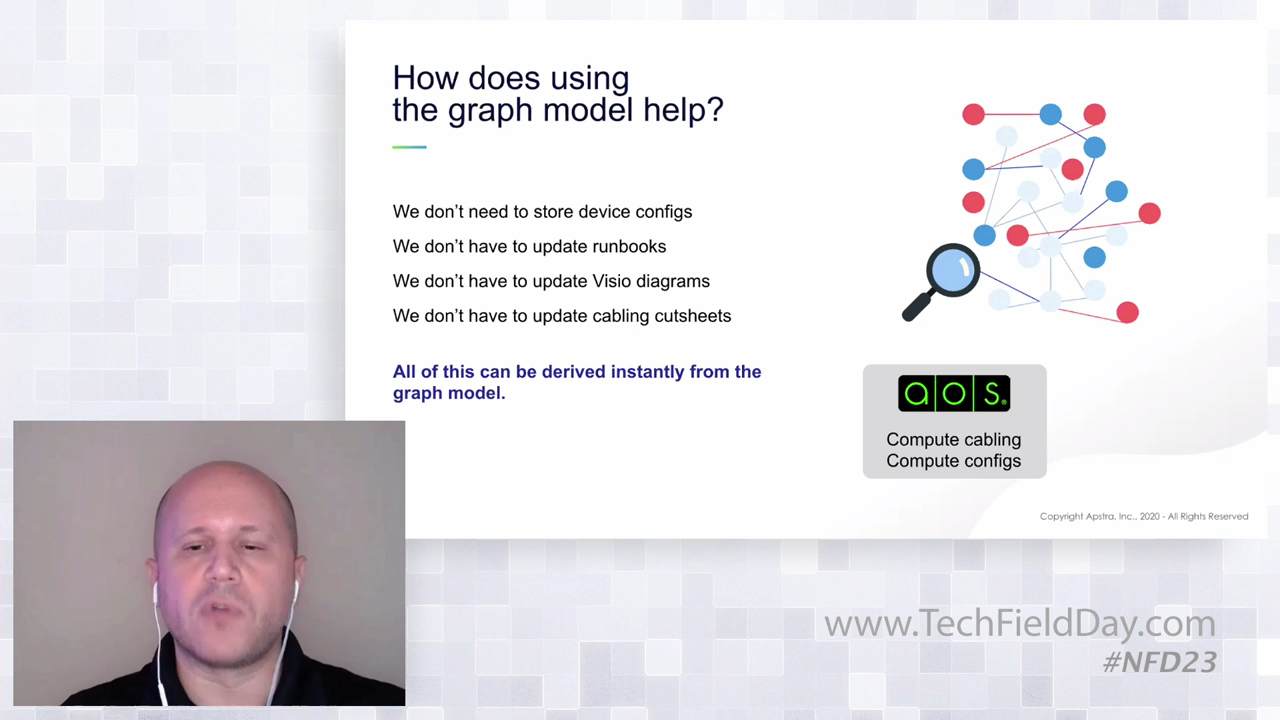 How does using
the graph model help?
We don't need to store device configs
We don't have to update runbooks
We don't have to update Visio diagrams
We don't have to update cabling cutsheets
All of this can be derived instantly from the
graph model.
aos®
Compute cabling
Compute configs
Copyright Apstra, Inc., 2020 - All Rights Reserved
www.TechFieldDay.com
#NFD23